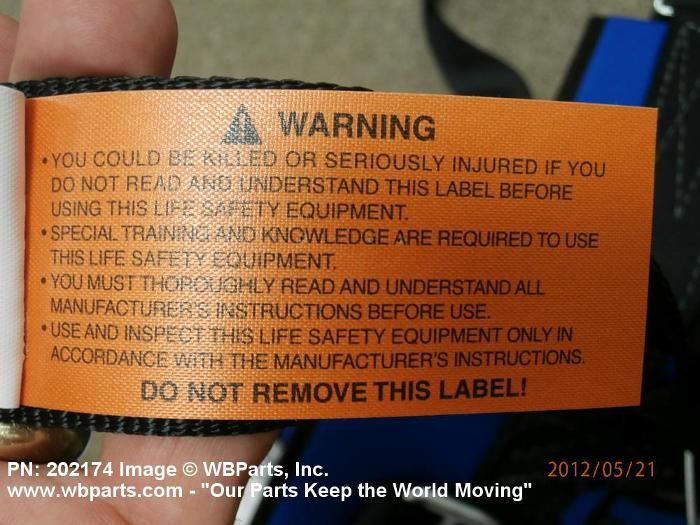 WARNING
• YOU COULD BE KILLED OR SERIOUSLY INJURED IF YOU
DO NOT READ AND UNDERSTAND THIS LABEL BEFORE
USING THIS LIFE SAFETY EQUIPMENT.
• SPECIAL TRAINING AND KNOWLEDGE ARE REQUIRED TO USE
THIS LIFE SAFETY EQUIPMENT.
• YOU MUST THOROUGHLY READ AND UNDERSTAND ALL
MANUFACTURER'S INSTRUCTIONS BEFORE USE.
• USE AND INSPECT THIS LIFE SAFETY EQUIPMENT ONLY IN
ACCORDANCE WITH THE MANUFACTURER'S INSTRUCTIONS.
DO NOT REMOVE THIS LABEL!
PN: 202174 Image © WBParts, Inc.
2012/05/21
www.wbparts.com - "Our Parts Keep the World Moving"